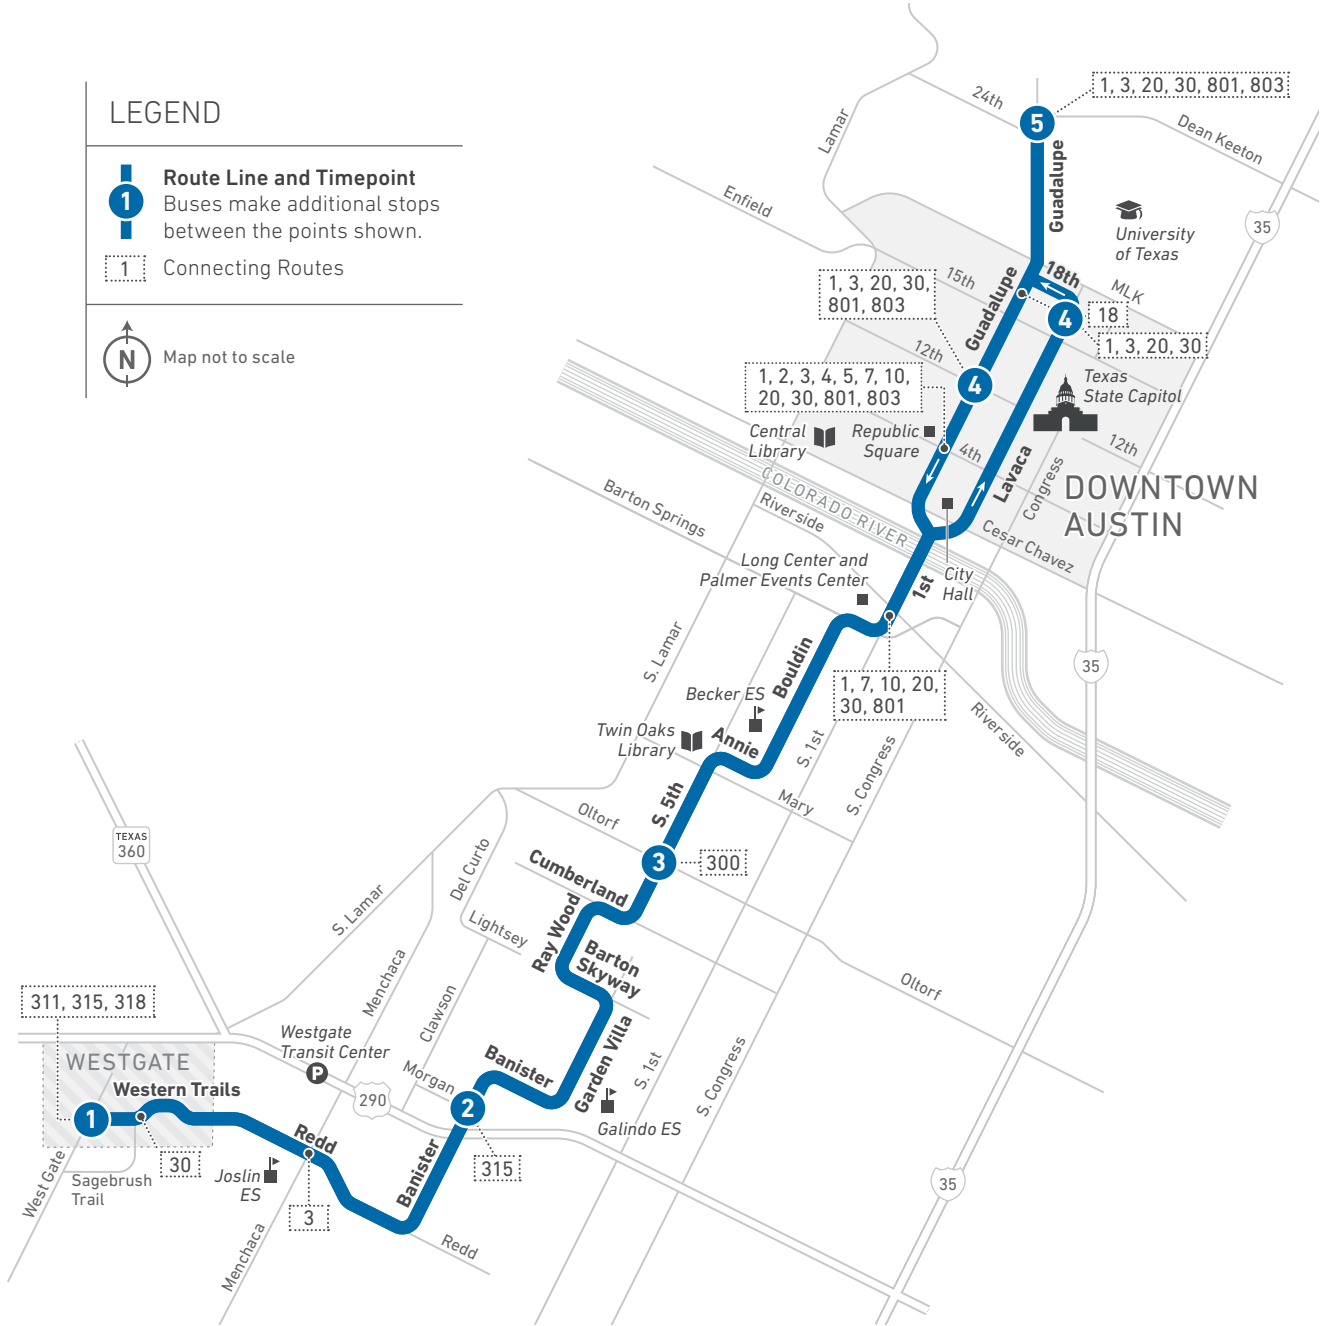 LEGEND
1
Route Line and Timepoint
Buses make additional stops
between the points shown.
1
Connecting Routes
N
Map not to scale
24th
5
1, 3, 20, 30, 801, 803
Dean Keeton
Lamar
Guadalupe
Enfield
University
of Texas
35
15th
Guadalupe
18th
MLK
1, 3, 20, 30,
801, 803
4
18
1, 3, 20, 30
12th
4
Texas
State Capitol
1, 2, 3, 4, 5, 7, 10,
20, 30, 801, 803
Central
Library
Republic
Square
4th
12th
Lavaca
Congress
DOWNTOWN
AUSTIN
COLORADO RIVER
Barton Springs
Riverside
Cesar Chavez
Long Center and
Palmer Events Center
1st
City
Hall
S. Lamar
Bouldin
35
1, 7, 10, 20,
30, 801
Becker ES
Twin Oaks
Library
Annie
S. 1st
Riverside
S. Congress
Mary
S. 5th
Oltorf
TEXAS
360
3
300
Del Curto
Cumberland
S. Lamar
Ray Wood
Lightsey
Barton
Skyway
Oltorf
Menchaca
Clawson
311, 315, 318
Westgate
Transit Center
P
WESTGATE
Western Trails
Morgan
Banister
Garden Villa
S. 1st
S. Congress
290
1
2
Galindo ES
Redd
Banister
315
30
Joslin
ES
West Gate
Sagebrush
Trail
3
Menchaca
Redd
35